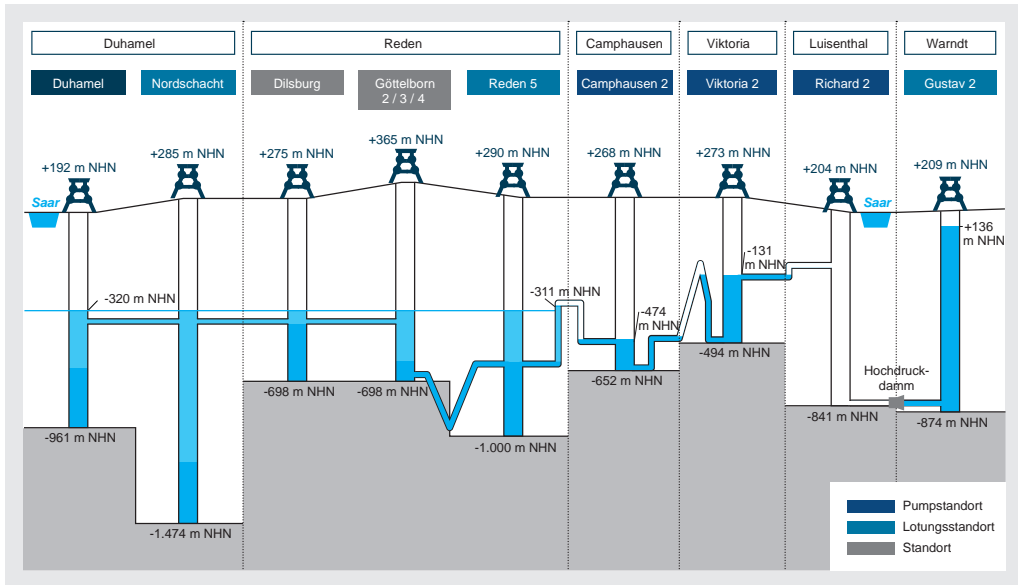 Duhamel
Reden
Camphausen
Viktoria
Luisenthal
Warndt
Duhamel
Nordschacht
Dilsburg
Göttelborn
2 / 3 / 4
Reden 5
Camphausen 2
Viktoria 2
Richard 2
Gustav 2
+192 m NHN
+285 m NHN
+275 m NHN
+365 m NHN
+290 m NHN
+268 m NHN
+273 m NHN
+204 m NHN
+209 m NHN
Saar
Saar
+136
m NHN
-131
m NHN
-320 m NHN
-311 m NHN
-474
m NHN
-494 m NHN
Hochdruck-
damm
-698 m NHN
-698 m NHN
-652 m NHN
-841 m NHN
-874 m NHN
-961 m NHN
-1.000 m NHN
-1.474 m NHN
Pumpstandort
Lotungsstandort
Standort